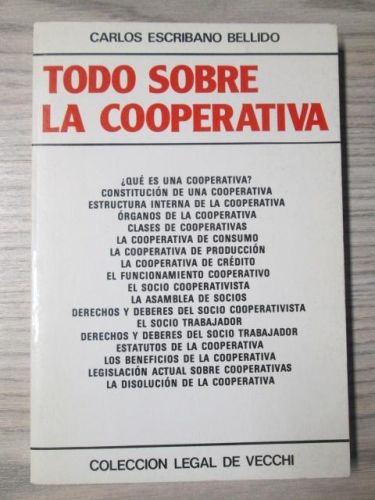 CARLOS ESCRIBANO BELLIDO
TODO SOBRE
LA COOPERATIVA
¿QUÉ ES UNA COOPERATIVA?
CONSTITUCIÓN DE UNA COOPERATIVA
ESTRUCTURA INTERNA DE LA COOPERATIVA
ÓRGANOS DE LA COOPERATIVA
CLASES DE COOPERATIVAS
LA COOPERATIVA DE CONSUMO
LA COOPERATIVA DE PRODUCCIÓN
LA COOPERATIVA DE CRÉDITO
EL FUNCIONAMIENTO COOPERATIVO
EL SOCIO COOPERATIVISTA
LA ASAMBLEA DE SOCIOS
DERECHOS Y DEBERES DEL SOCIO COOPERATIVISTA
EL SOCIO TRABAJADOR
DERECHOS Y DEBERES DEL SOCIO TRABAJADOR
ESTATUTOS DE LA COOPERATIVA
LOS BENEFICIOS DE LA COOPERATIVA
LEGISLACIÓN ACTUAL SOBRE COOPERATIVAS
LA DISOLUCIÓN DE LA COOPERATIVA
COLECCION LEGAL DE VECCHI